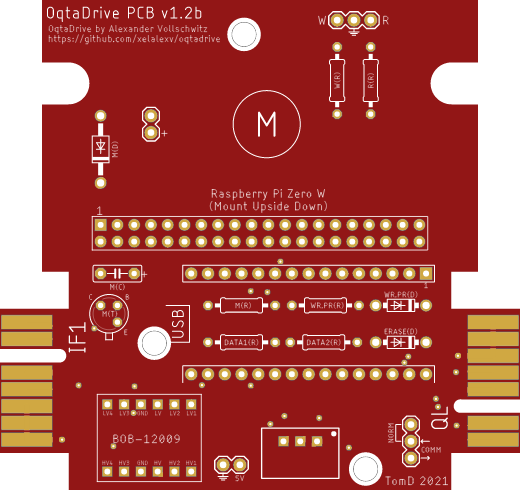 OqtaDrive PCB v1.2b
OqtaDrive by Alexander Vollschwitz
https://github.com/xelalexv/oqtadrive
W R
W(R)
R(R)
M
M(D)
+
Raspberry Pi Zero W
(Mount Upside Down)
1
M(C)
+
1
C B
M(T)
E
IF1
USB
M(R)
WR.PR(R)
WR.PR(D)
DATA1(R)
DATA2(R)
ERASE(D)
LV4 LV3 GND LV LV2 LV1
BOB-12009
HV4 HV3 GND HV HV2 HV1
5V
NORM
COMM
QL
TomD 2021